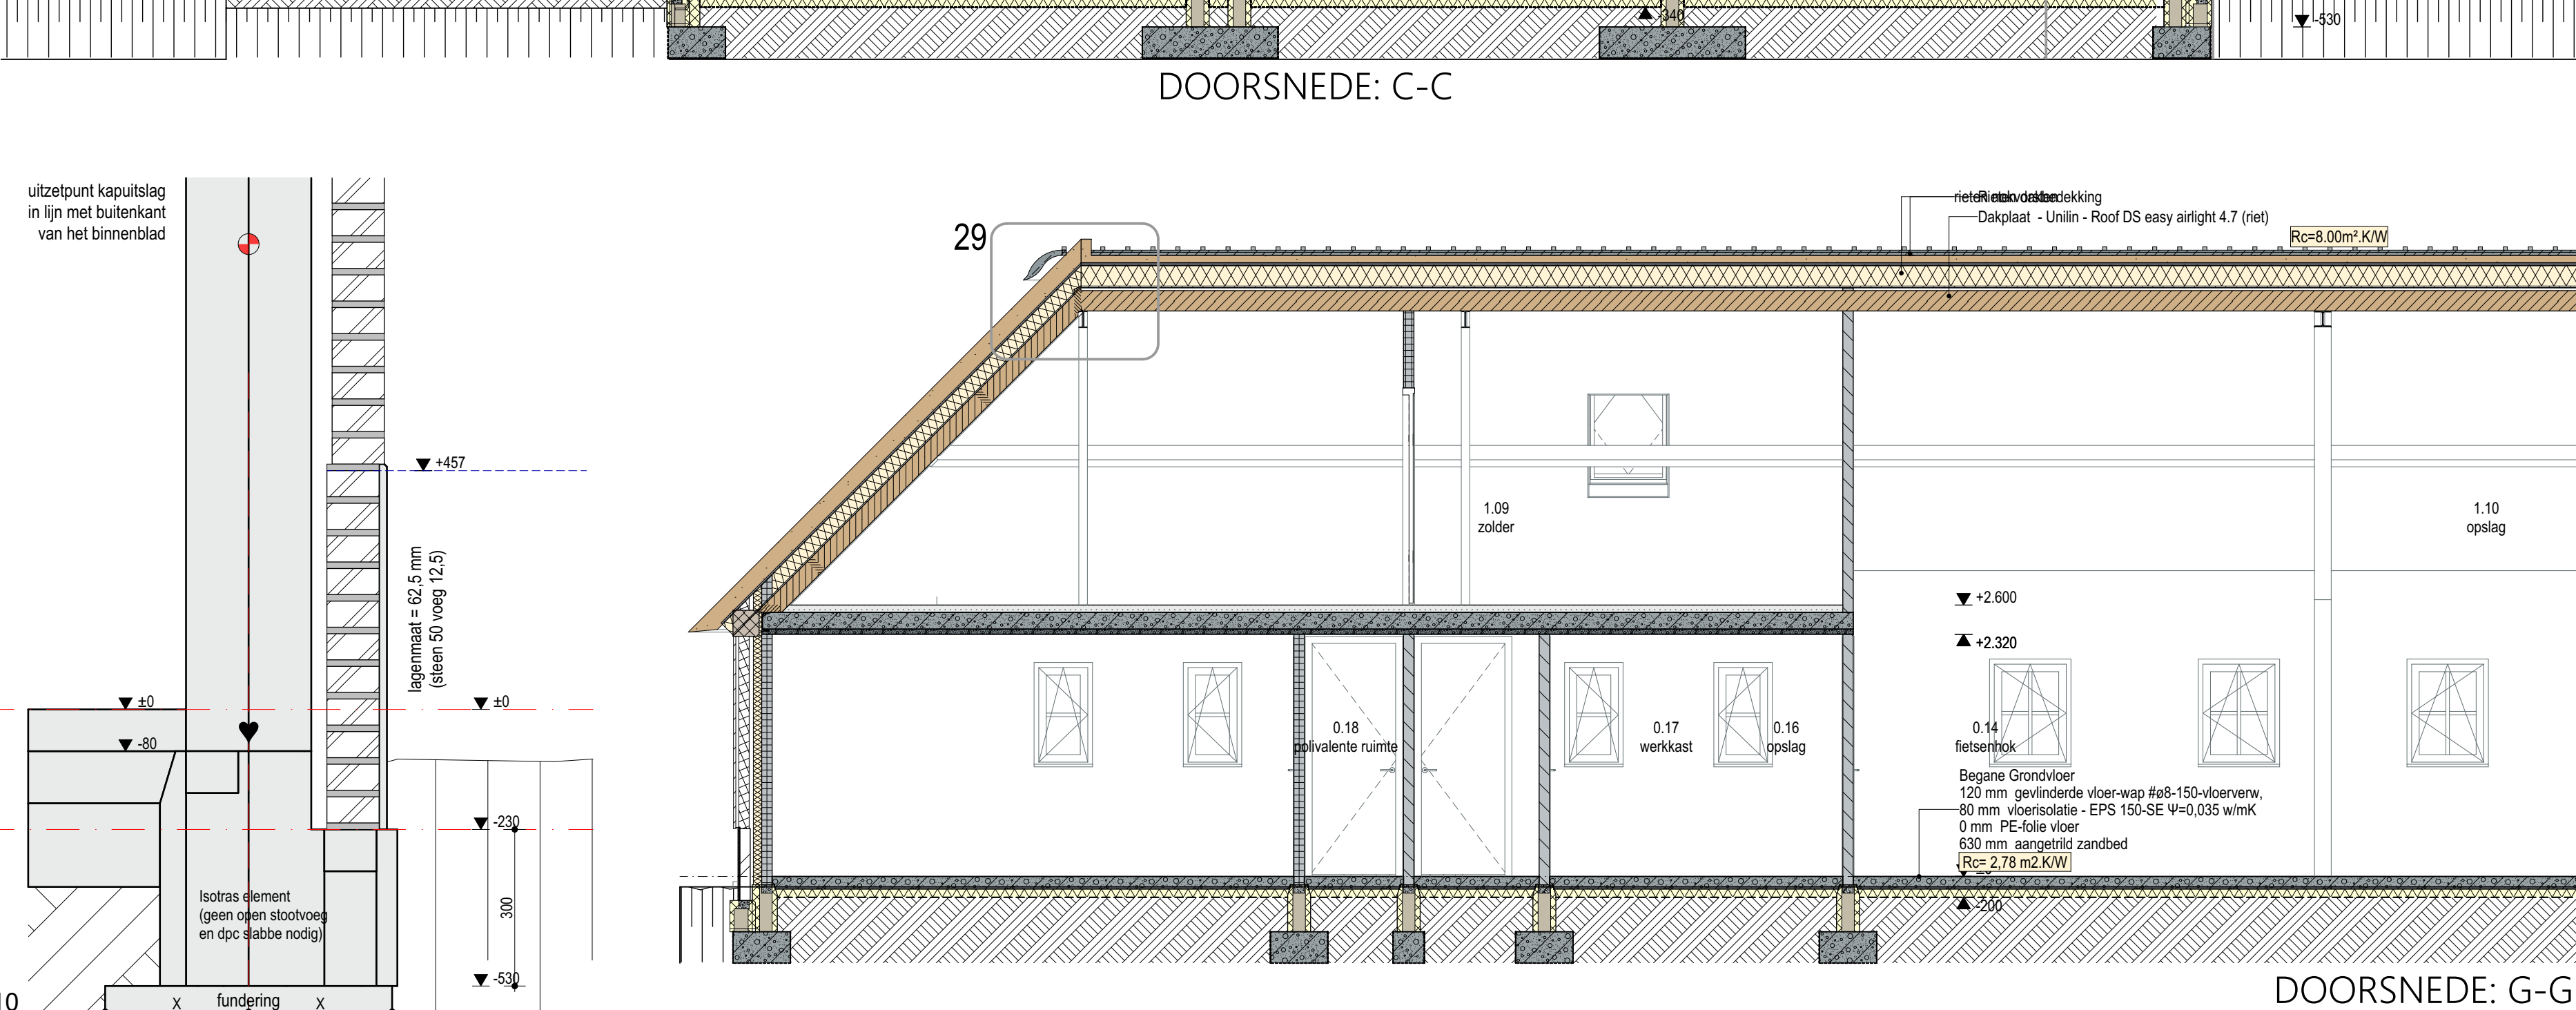 -340
-530
DOORSNEDE: C-C
uitzetpunt kapuitslag
in lijn met buitenkant
van het binnenblad
29
Dakplaat - Unilin - Roof DS easy airlight 4.7 (riet)
Rc=8.00m².K/W
+457
lagenmaat = 62,5 mm
(steen 50 voeg 12,5)
1.09
zolder
1.10
opslag
+2.600
+2.320
±0
±0
-80
0.18
polivalente ruimte
0.17
werkkast
0.16
opslag
0.14
fietsenhok
Begane Grondvloer
120 mm gevlinderde vloer-wap #ø8-150-vloerverw,
80 mm vloerisolatie - EPS 150-SE Ψ=0,035 w/mK
0 mm PE-folie vloer
630 mm aangetrild zandbed
Rc= 2,78 m2.K/W
-200
-230
300
Isotras element
(geen open stootvoeg
en dpc slabbe nodig)
-530
X fundering X
10
DOORSNEDE: G-G